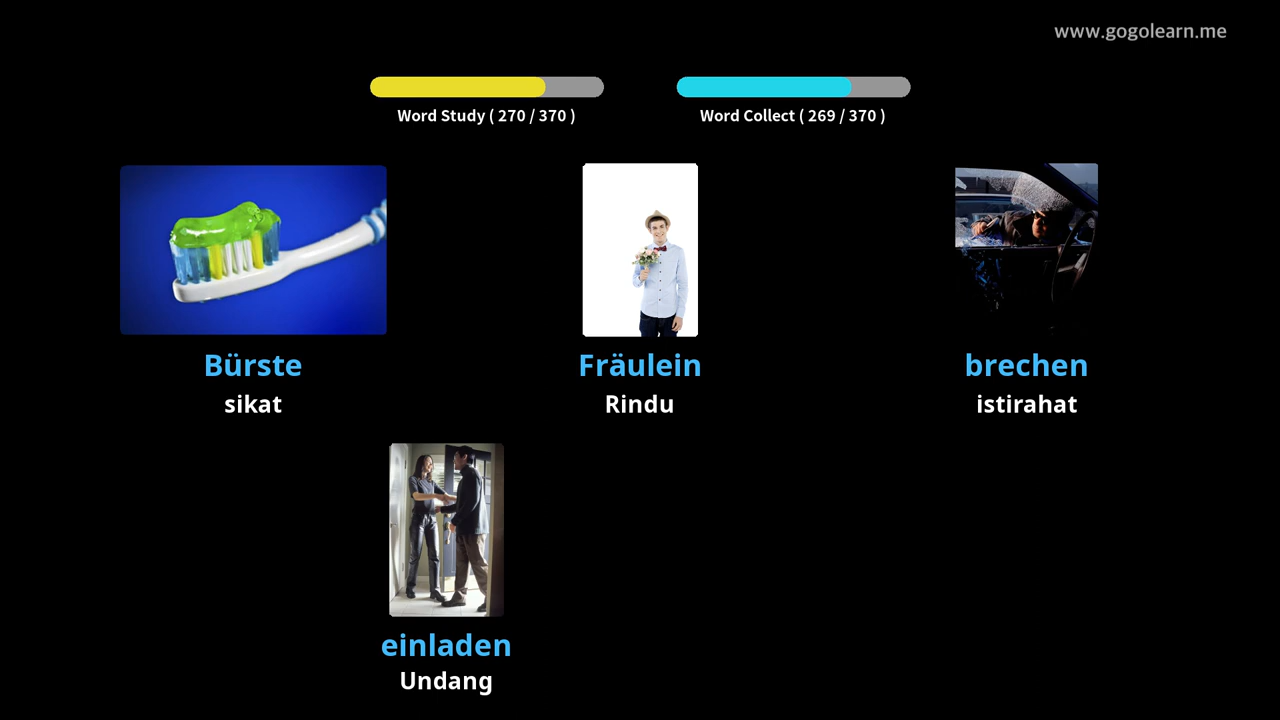 www.gogolearn.me
Word Study ( 270 / 370 )
Word Collect ( 269 / 370 )
Bürste
sikat
Fräulein
Rindu
brechen
istirahat
einladen
Undang